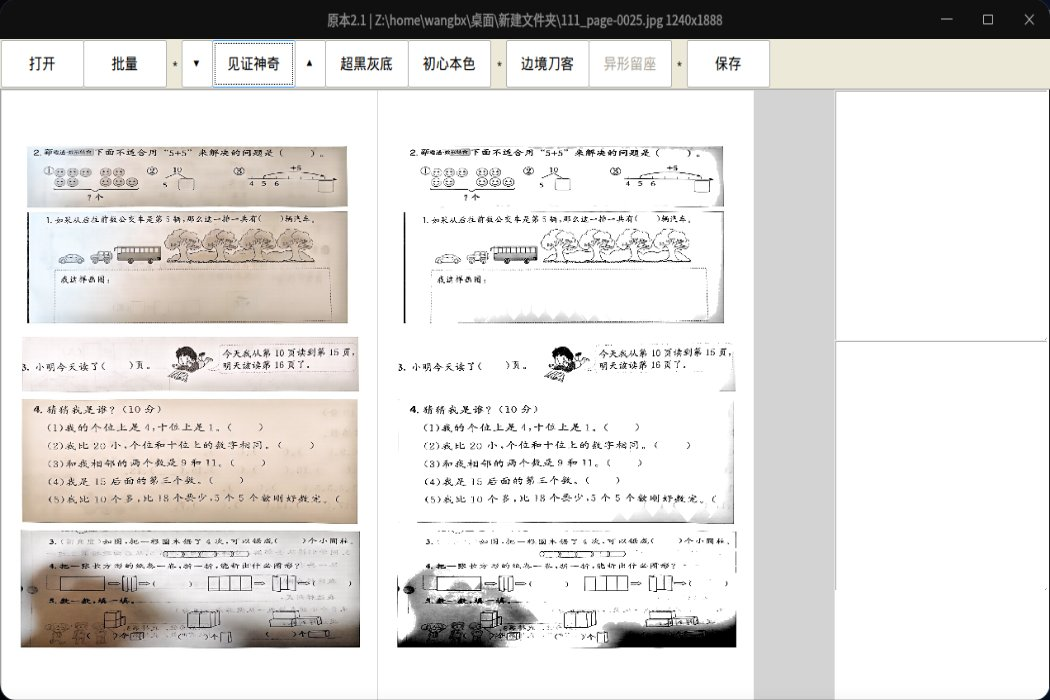 原本2.1 | Z:\home\wangbx\桌面\新建文件夹\111_page-0025.jpg 1240x1888
打开 批量 * ▼ 见证神奇 ▲ 超黑灰底 初心本色 * 边境刀客 异形留座 * 保存
2. 下面不适合用“5+5”来解决的问题是（　　）。
① ② 10 5 ③ +5 4 5 6
?个
1. 如果从后往前数公交车是第5辆,那么这一排一共有(　　)辆汽车。
我这样画图：
今天我从第10页读到第15页,
明天该读第16页了。
3. 小明今天读了(　　)页。
4. 猜猜我是谁？(10分)
(1)我的个位上是4,十位上是1。(　　)
(2)我比20小,个位和十位上的数字相同。(　　)
(3)和我相邻的两个数是9和11。(　　)
(4)我是15后面的第三个数。(　　)
(5)我比10个多,比18个要少,5个5个数刚好数完。(
3. 如图,把一根圆木锯了4次,可以锯成(　　)个小圆柱。
4. 把一张长方形的纸卷一卷,折一折,能折出什么图形？
5. 数一数,填一填。
2. 下面不适合用“5+5”来解决的问题是（　　）。
① ② 10 5 ③ +5 4 5 6
?个
1. 如果从后往前数公交车是第5辆,那么这一排一共有(　　)辆汽车。
我这样画图：
今天我从第10页读到第15页,
明天该读第16页了。
3. 小明今天读了(　　)页。
4. 猜猜我是谁？(10分)
(1)我的个位上是4,十位上是1。(　　)
(2)我比20小,个位和十位上的数字相同。(　　)
(3)和我相邻的两个数是9和11。(　　)
(4)我是15后面的第三个数。(　　)
(5)我比10个多,比18个要少,5个5个数刚好数完。(
3. 如图,把一根圆木锯了4次,可以锯成(　　)个小圆柱。
4. 把一张长方形的纸卷一卷,折一折,能折出什么图形？
5. 数一数,填一填。